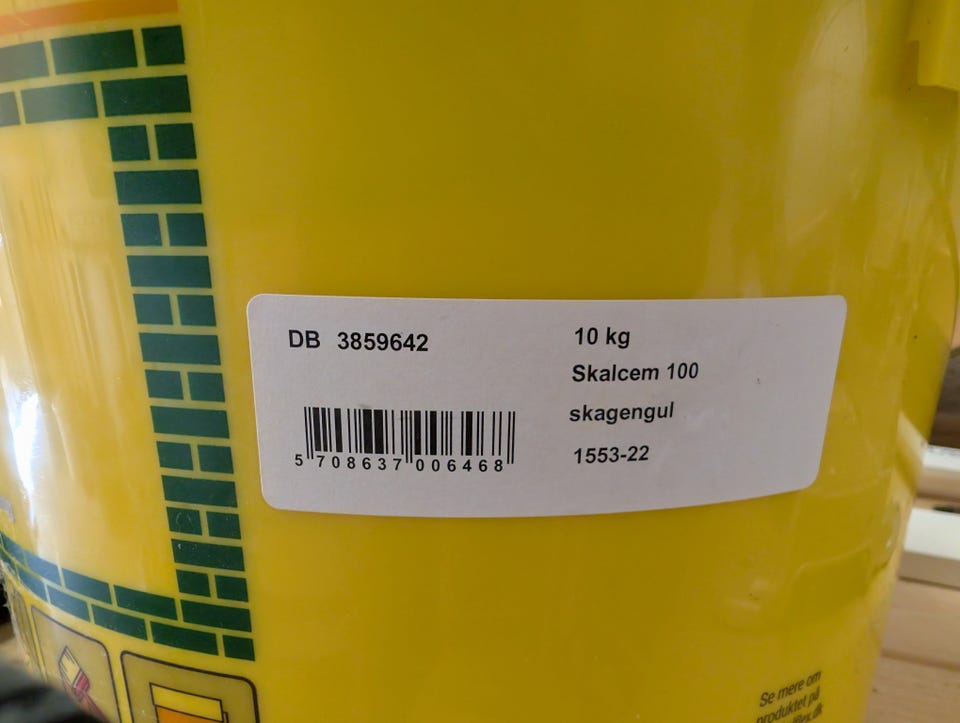 DB 3859642
10 kg
Skalcem 100
skagengul
1553-22
5 708637 006468
Se mere om
produktet på